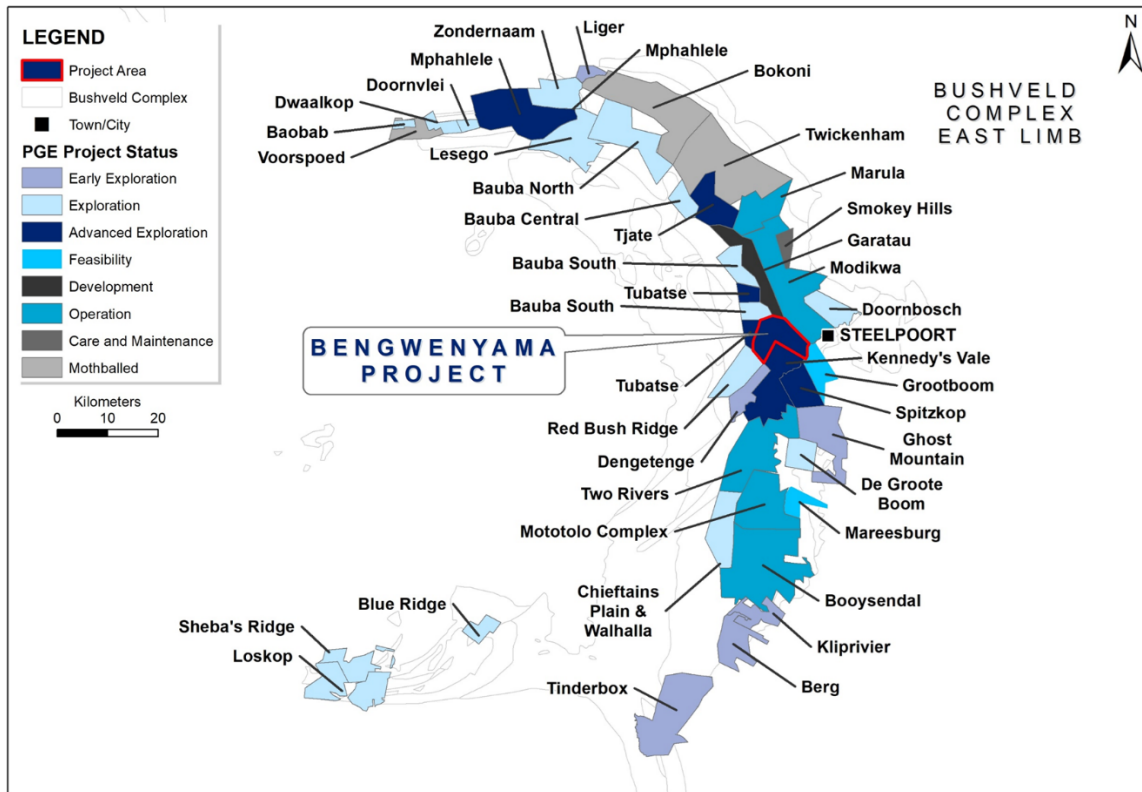 LEGEND
Project Area
Bushveld Complex
Town/City
PGE Project Status
Early Exploration
Exploration
Advanced Exploration
Feasibility
Development
Operation
Care and Maintenance
Mothballed
Kilometers
0 10 20
N
BUSHVELD
COMPLEX
EAST LIMB
Liger
Zondernaam
Mphahlele
Mphahlele
Bokoni
Doornvlei
Dwaalkop
Baobab
Voorspoed
Lesego
Twickenham
Bauba North
Marula
Bauba Central
Smokey Hills
Tjate
Garatau
Bauba South
Modikwa
Tubatse
Doornbosch
Bauba South
STEELPOORT
BENGWENYAMA
PROJECT
Kennedy's Vale
Tubatse
Grootboom
Spitzkop
Red Bush Ridge
Ghost
Mountain
Dengetenge
De Groote
Boom
Two Rivers
Mototolo Complex
Mareesburg
Chieftains
Plain &
Walhalla
Booysendal
Blue Ridge
Sheba's Ridge
Loskop
Kliprivier
Berg
Tinderbox